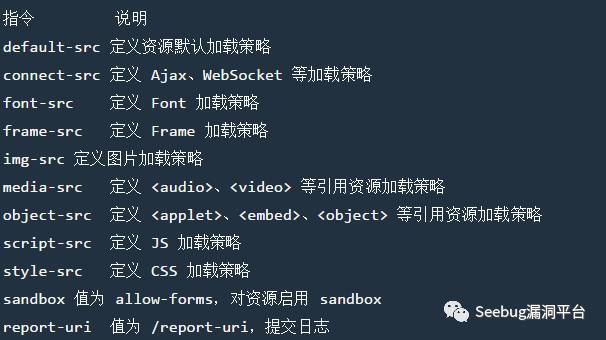 指令 说明
default-src 定义资源默认加载策略
connect-src 定义 Ajax、WebSocket 等加载策略
font-src 定义 Font 加载策略
frame-src 定义 Frame 加载策略
img-src 定义图片加载策略
media-src 定义 <audio>、<video> 等引用资源加载策略
object-src 定义 <applet>、<embed>、<object> 等引用资源加载策略
script-src 定义 JS 加载策略
style-src 定义 CSS 加载策略
sandbox 值为 allow-forms，对资源启用 sandbox
report-uri 值为 /report-uri，提交日志
Seebug漏洞平台